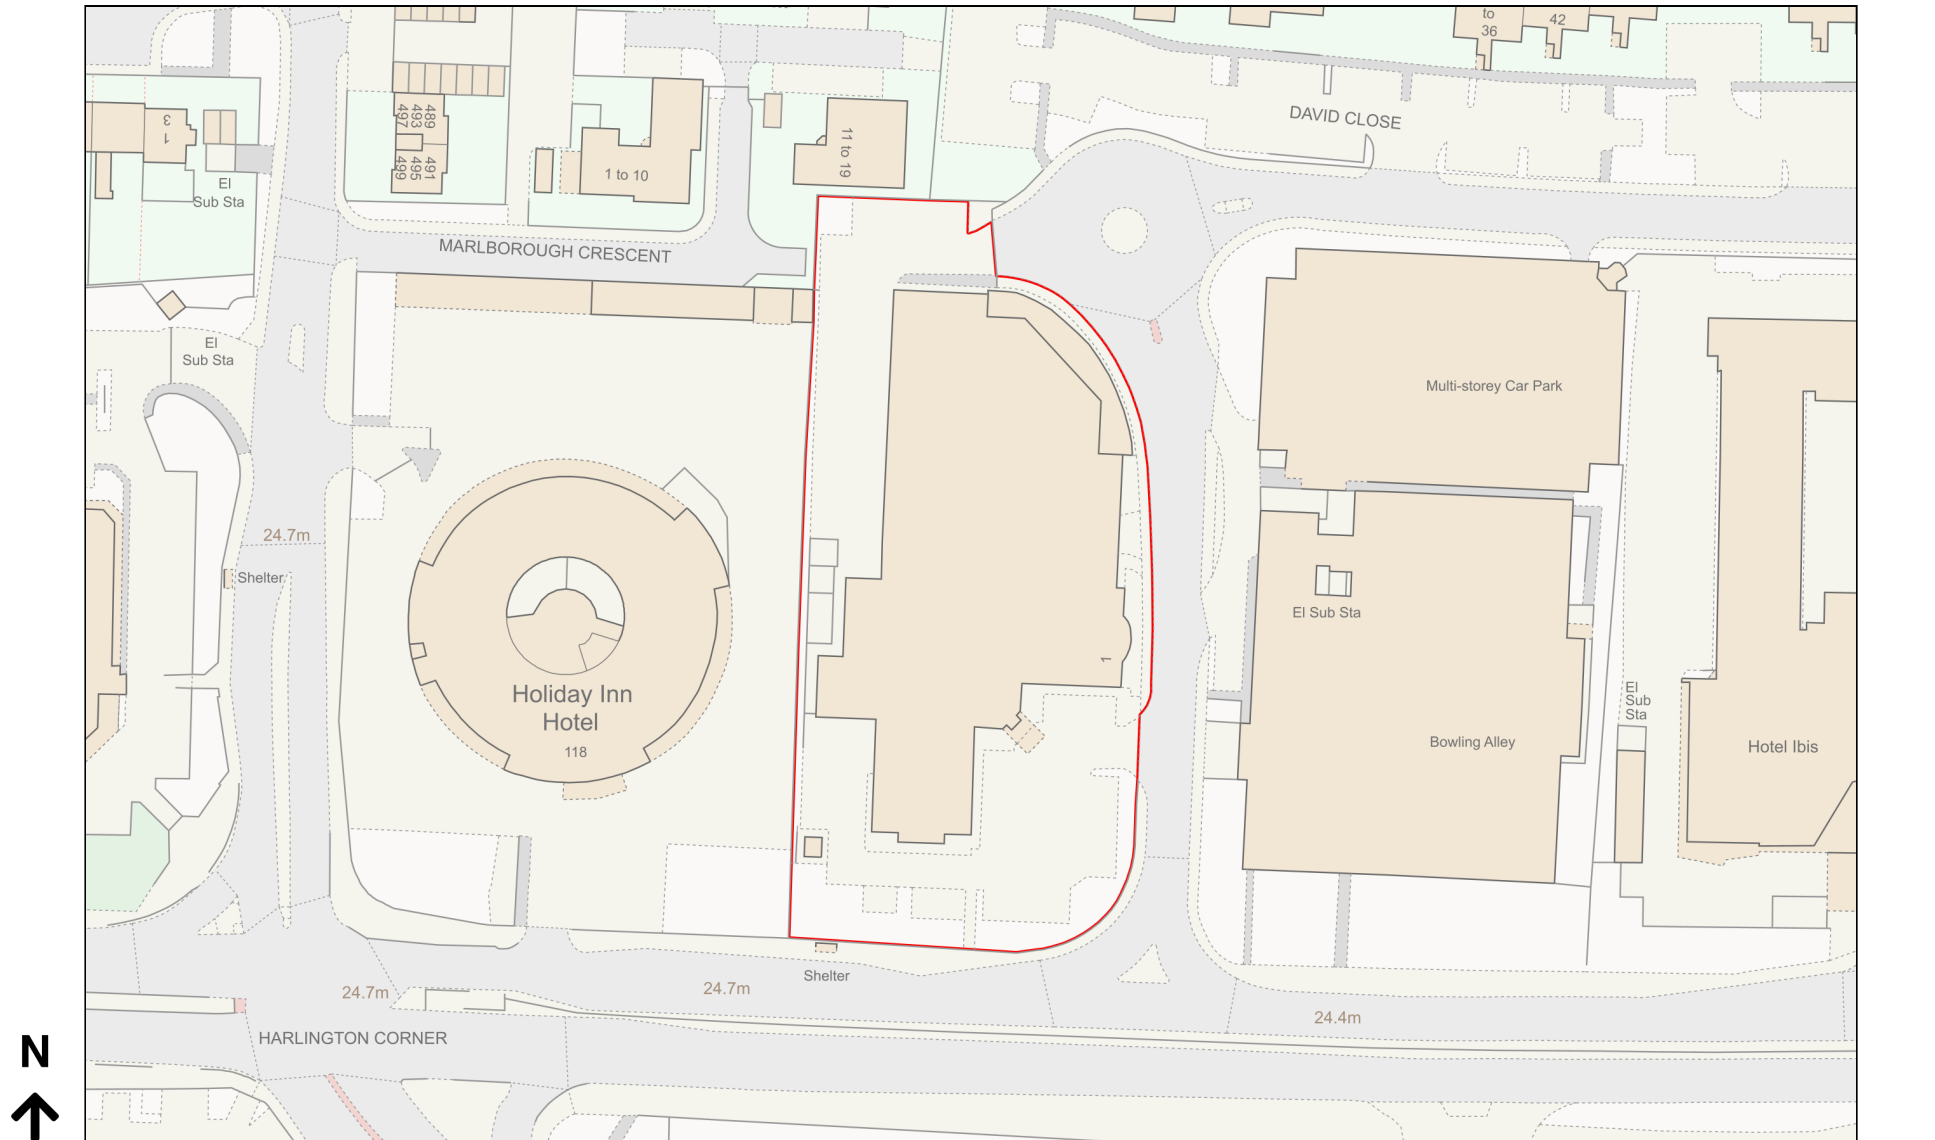 to
36
42
DAVID CLOSE
3
1
489
493
497
491
495
499
1 to 10
11 to 19
El
Sub Sta
MARLBOROUGH CRESCENT
El
Sub Sta
Multi-storey Car Park
24.7m
Shelter
El Sub Sta
1
Holiday Inn
Hotel
118
El
Sub
Sta
Bowling Alley
Hotel Ibis
Shelter
24.7m
24.7m
24.4m
HARLINGTON CORNER
N